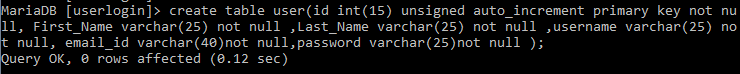 MariaDB [userlogin]> create table user(id int(15) unsigned auto_increment primary key not nu
ll, First_Name varchar(25) not null ,Last_Name varchar(25) not null ,username varchar(25) no
t null, email_id varchar(40)not null,password varchar(25)not null );
Query OK, 0 rows affected (0.12 sec)